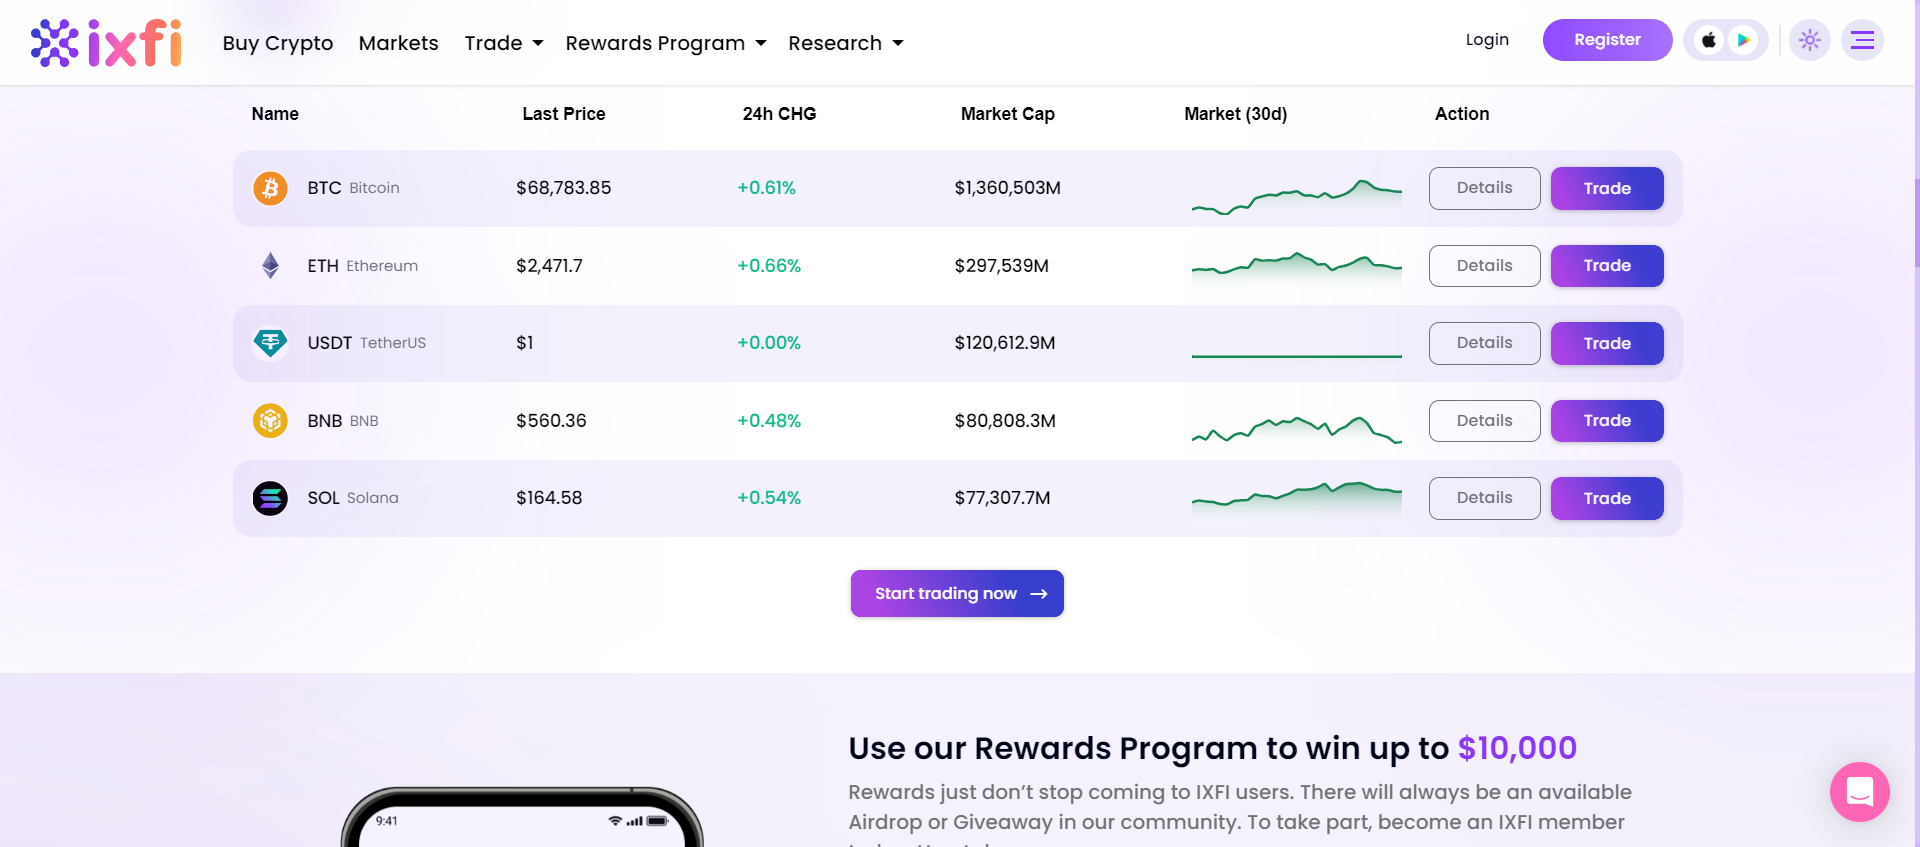 ixfi
Buy Crypto Markets Trade Rewards Program Research Login Register
Name Last Price 24h CHG Market Cap Market (30d) Action
BTC Bitcoin $68,783.85 +0.61% $1,360,503M Details Trade
ETH Ethereum $2,471.7 +0.66% $297,539M Details Trade
USDT TetherUS $1 +0.00% $120,612.9M Details Trade
BNB BNB $560.36 +0.48% $80,808.3M Details Trade
SOL Solana $164.58 +0.54% $77,307.7M Details Trade
Start trading now →
Use our Rewards Program to win up to $10,000
Rewards just don’t stop coming to IXFI users. There will always be an available
Airdrop or Giveaway in our community. To take part, become an IXFI member
9:41